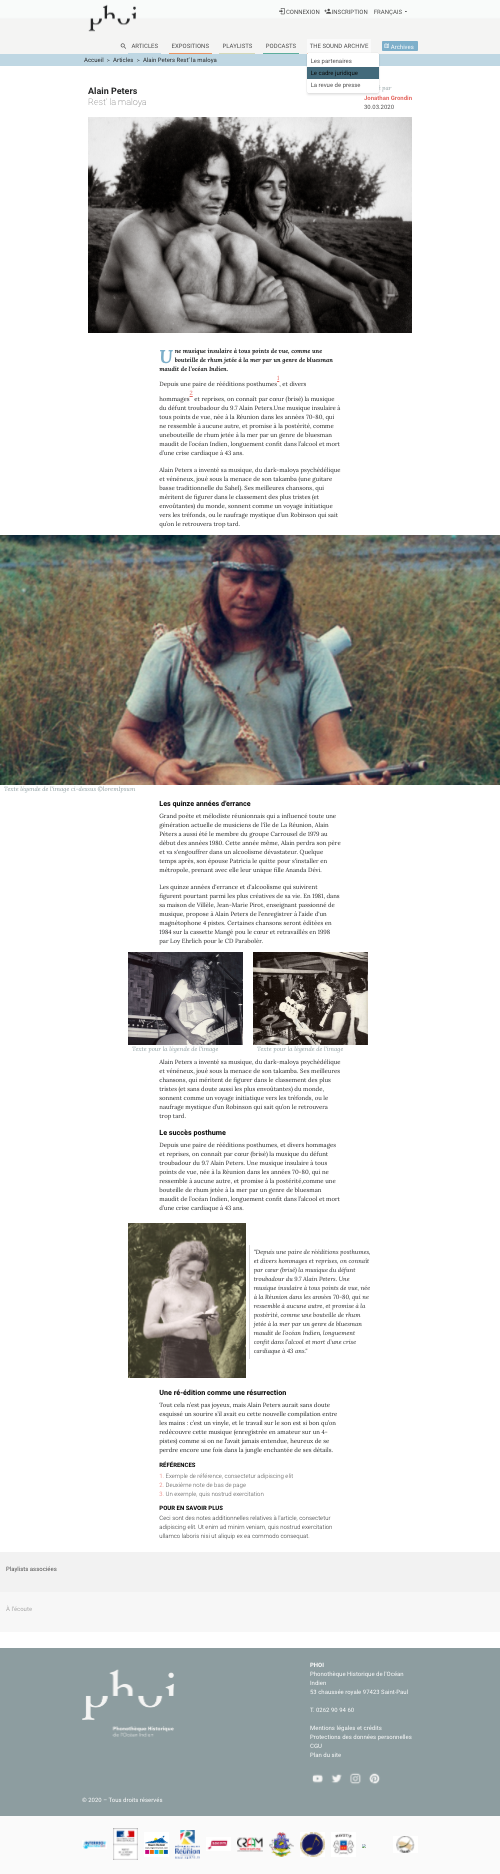 phoi
CONNEXION INSCRIPTION FRANÇAIS
ARTICLES EXPOSITIONS PLAYLISTS PODCASTS THE SOUND ARCHIVE Archives
Accueil > Articles > Alain Peters Rest' la maloya
Les partenaires
Le cadre juridique
La revue de presse
Alain Peters
Rest' la maloya
par
Jonathan Grondin
30.03.2020
Une musique insulaire à tous points de vue, comme une
bouteille de rhum jetée à la mer par un genre de bluesman
maudit de l'océan Indien.
Depuis une paire de rééditions posthumes1, et divers
hommages2 et reprises, on connaît par cœur (brisé) la musique
du défunt troubadour du 9.7 Alain Peters.Une musique insulaire à
tous points de vue, née à la Réunion dans les années 70-80, qui
ne ressemble à aucune autre, et promise à la postérité, comme
unebouteille de rhum jetée à la mer par un genre de bluesman
maudit de l'océan Indien, longuement confit dans l'alcool et mort
d'une crise cardiaque à 43 ans.
Alain Peters a inventé sa musique, du dark-maloya psychédélique
et vénéneux, joué sous la menace de son takamba (une guitare
basse traditionnelle du Sahel). Ses meilleures chansons, qui
méritent de figurer dans le classement des plus tristes (et
envoûtantes) du monde, sonnent comme un voyage initiatique
vers les tréfonds, ou le naufrage mystique d'un Robinson qui sait
qu'on le retrouvera trop tard.
Texte légende de l'image ci-dessus ©loremIpsum.
Les quinze années d'errance
Grand poète et mélodiste réunionnais qui a influencé toute une
génération actuelle de musiciens de l'île de La Réunion, Alain
Péters a aussi été le membre du groupe Carrousel de 1979 au
début des années 1980. Cette année même, Alain perdra son père
et va s'engouffrer dans un alcoolisme dévastateur. Quelque
temps après, son épouse Patricia le quitte pour s'installer en
métropole, prenant avec elle leur unique fille Ananda Dévi.
Les quinze années d'errance et d'alcoolisme qui suivirent
figurent pourtant parmi les plus créatives de sa vie. En 1981, dans
sa maison de Villèle, Jean-Marie Pirot, enseignant passionné de
musique, propose à Alain Peters de l'enregistrer à l'aide d'un
magnétophone 4 pistes. Certaines chansons seront éditées en
1984 sur la cassette Mangé pou le cœur et retravaillés en 1998
par Loy Ehrlich pour le CD Parabolèr.
Texte pour la légende de l'image
Texte pour la légende de l'image
Alain Peters a inventé sa musique, du dark-maloya psychédélique
et vénéneux, joué sous la menace de son takamba. Ses meilleures
chansons, qui méritent de figurer dans le classement des plus
tristes (et sans doute aussi les plus envoûtantes) du monde,
sonnent comme un voyage initiatique vers les tréfonds, ou le
naufrage mystique d'un Robinson qui sait qu'on le retrouvera
trop tard.
Le succès posthume
Depuis une paire de rééditions posthumes, et divers hommages
et reprises, on connaît par cœur (brisé) la musique du défunt
troubadour du 9.7 Alain Peters. Une musique insulaire à tous
points de vue, née à la Réunion dans les années 70-80, qui ne
ressemble à aucune autre, et promise à la postérité,comme une
bouteille de rhum jetée à la mer par un genre de bluesman
maudit de l'océan Indien, longuement confit dans l'alcool et mort
d'une crise cardiaque à 43 ans.
"Depuis une paire de rééditions posthumes,
et divers hommages et reprises, on connaît
par cœur (brisé) la musique du défunt
troubadour du 9.7 Alain Peters. Une
musique insulaire à tous points de vue, née
à la Réunion dans les années 70-80, qui ne
ressemble à aucune autre, et promise à la
postérité, comme une bouteille de rhum
jetée à la mer par un genre de bluesman
maudit de l'océan Indien, longuement
confit dans l'alcool et mort d'une crise
cardiaque à 43 ans."
Une ré-édition comme une résurrection
Tout cela n'est pas joyeux, mais Alain Peters aurait sans doute
esquissé un sourire s'il avait eu cette nouvelle compilation entre
les mains : c'est un vinyle, et le travail sur le son est si bon qu'on
redécouvre cette musique (enregistrée en amateur sur un 4-
pistes) comme si on ne l'avait jamais entendue, heureux de se
perdre encore une fois dans la jungle enchantée de ses détails.
RÉFÉRENCES
1. Exemple de référence, consectetur adipiscing elit
2. Deuxième note de bas de page
3. Un exemple, quis nostrud exercitation
POUR EN SAVOIR PLUS
Ceci sont des notes additionnelles relatives à l'article, consectetur
adipiscing elit. Ut enim ad minim veniam, quis nostrud exercitation
ullamco laboris nisi ut aliquip ex ea commodo consequat
Playlists associées
À l'écoute
phoi
Phonothèque Historique
de l'Océan Indien
PHOI
Phonothèque Historique de l'Océan
Indien
53 chaussée royale 97423 Saint-Paul
T. 0262 90 94 60
Mentions légales et crédits
Protections des données personnelles
CGU
Plan du site
© 2020 – Tous droits réservés
Réunion